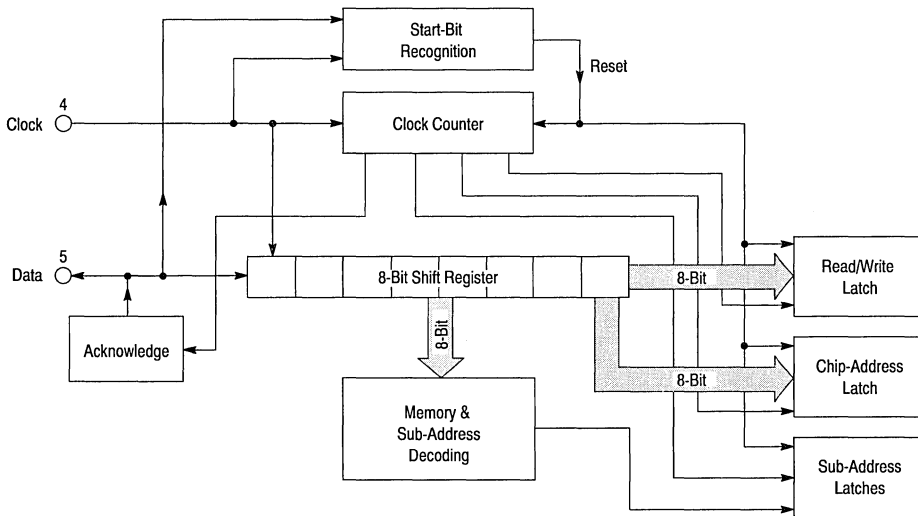 Start-Bit
Recognition
Reset
4
Clock
Clock Counter
5
Data
8-Bit Shift Register
8-Bit
Read/Write
Latch
Acknowledge
8-Bit
8-Bit
Chip-Address
Latch
Memory &
Sub-Address
Decoding
Sub-Address
Latches